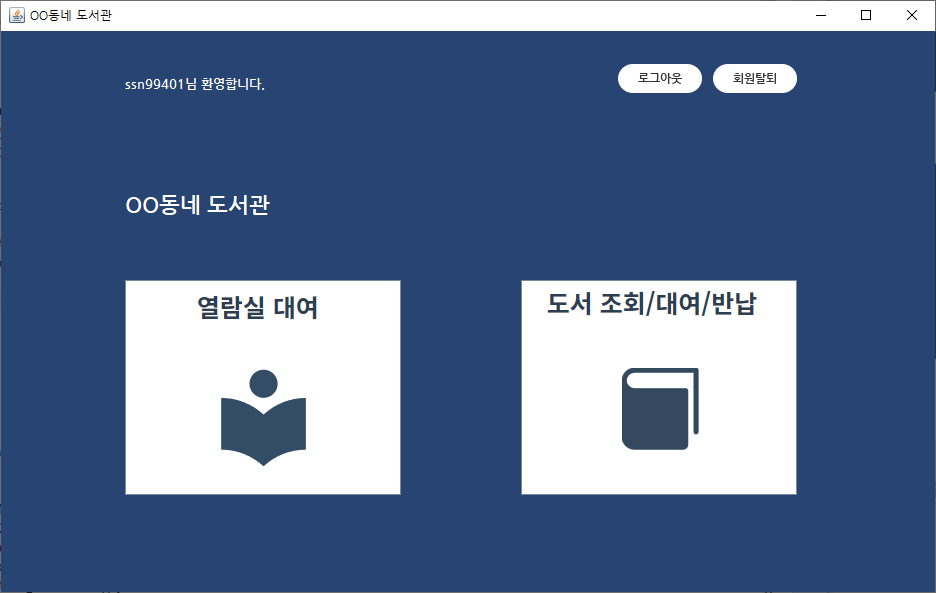 OO동네 도서관
ssn99401님 환영합니다.
로그아웃 회원탈퇴
OO동네 도서관
열람실 대여
도서 조회/대여/반납